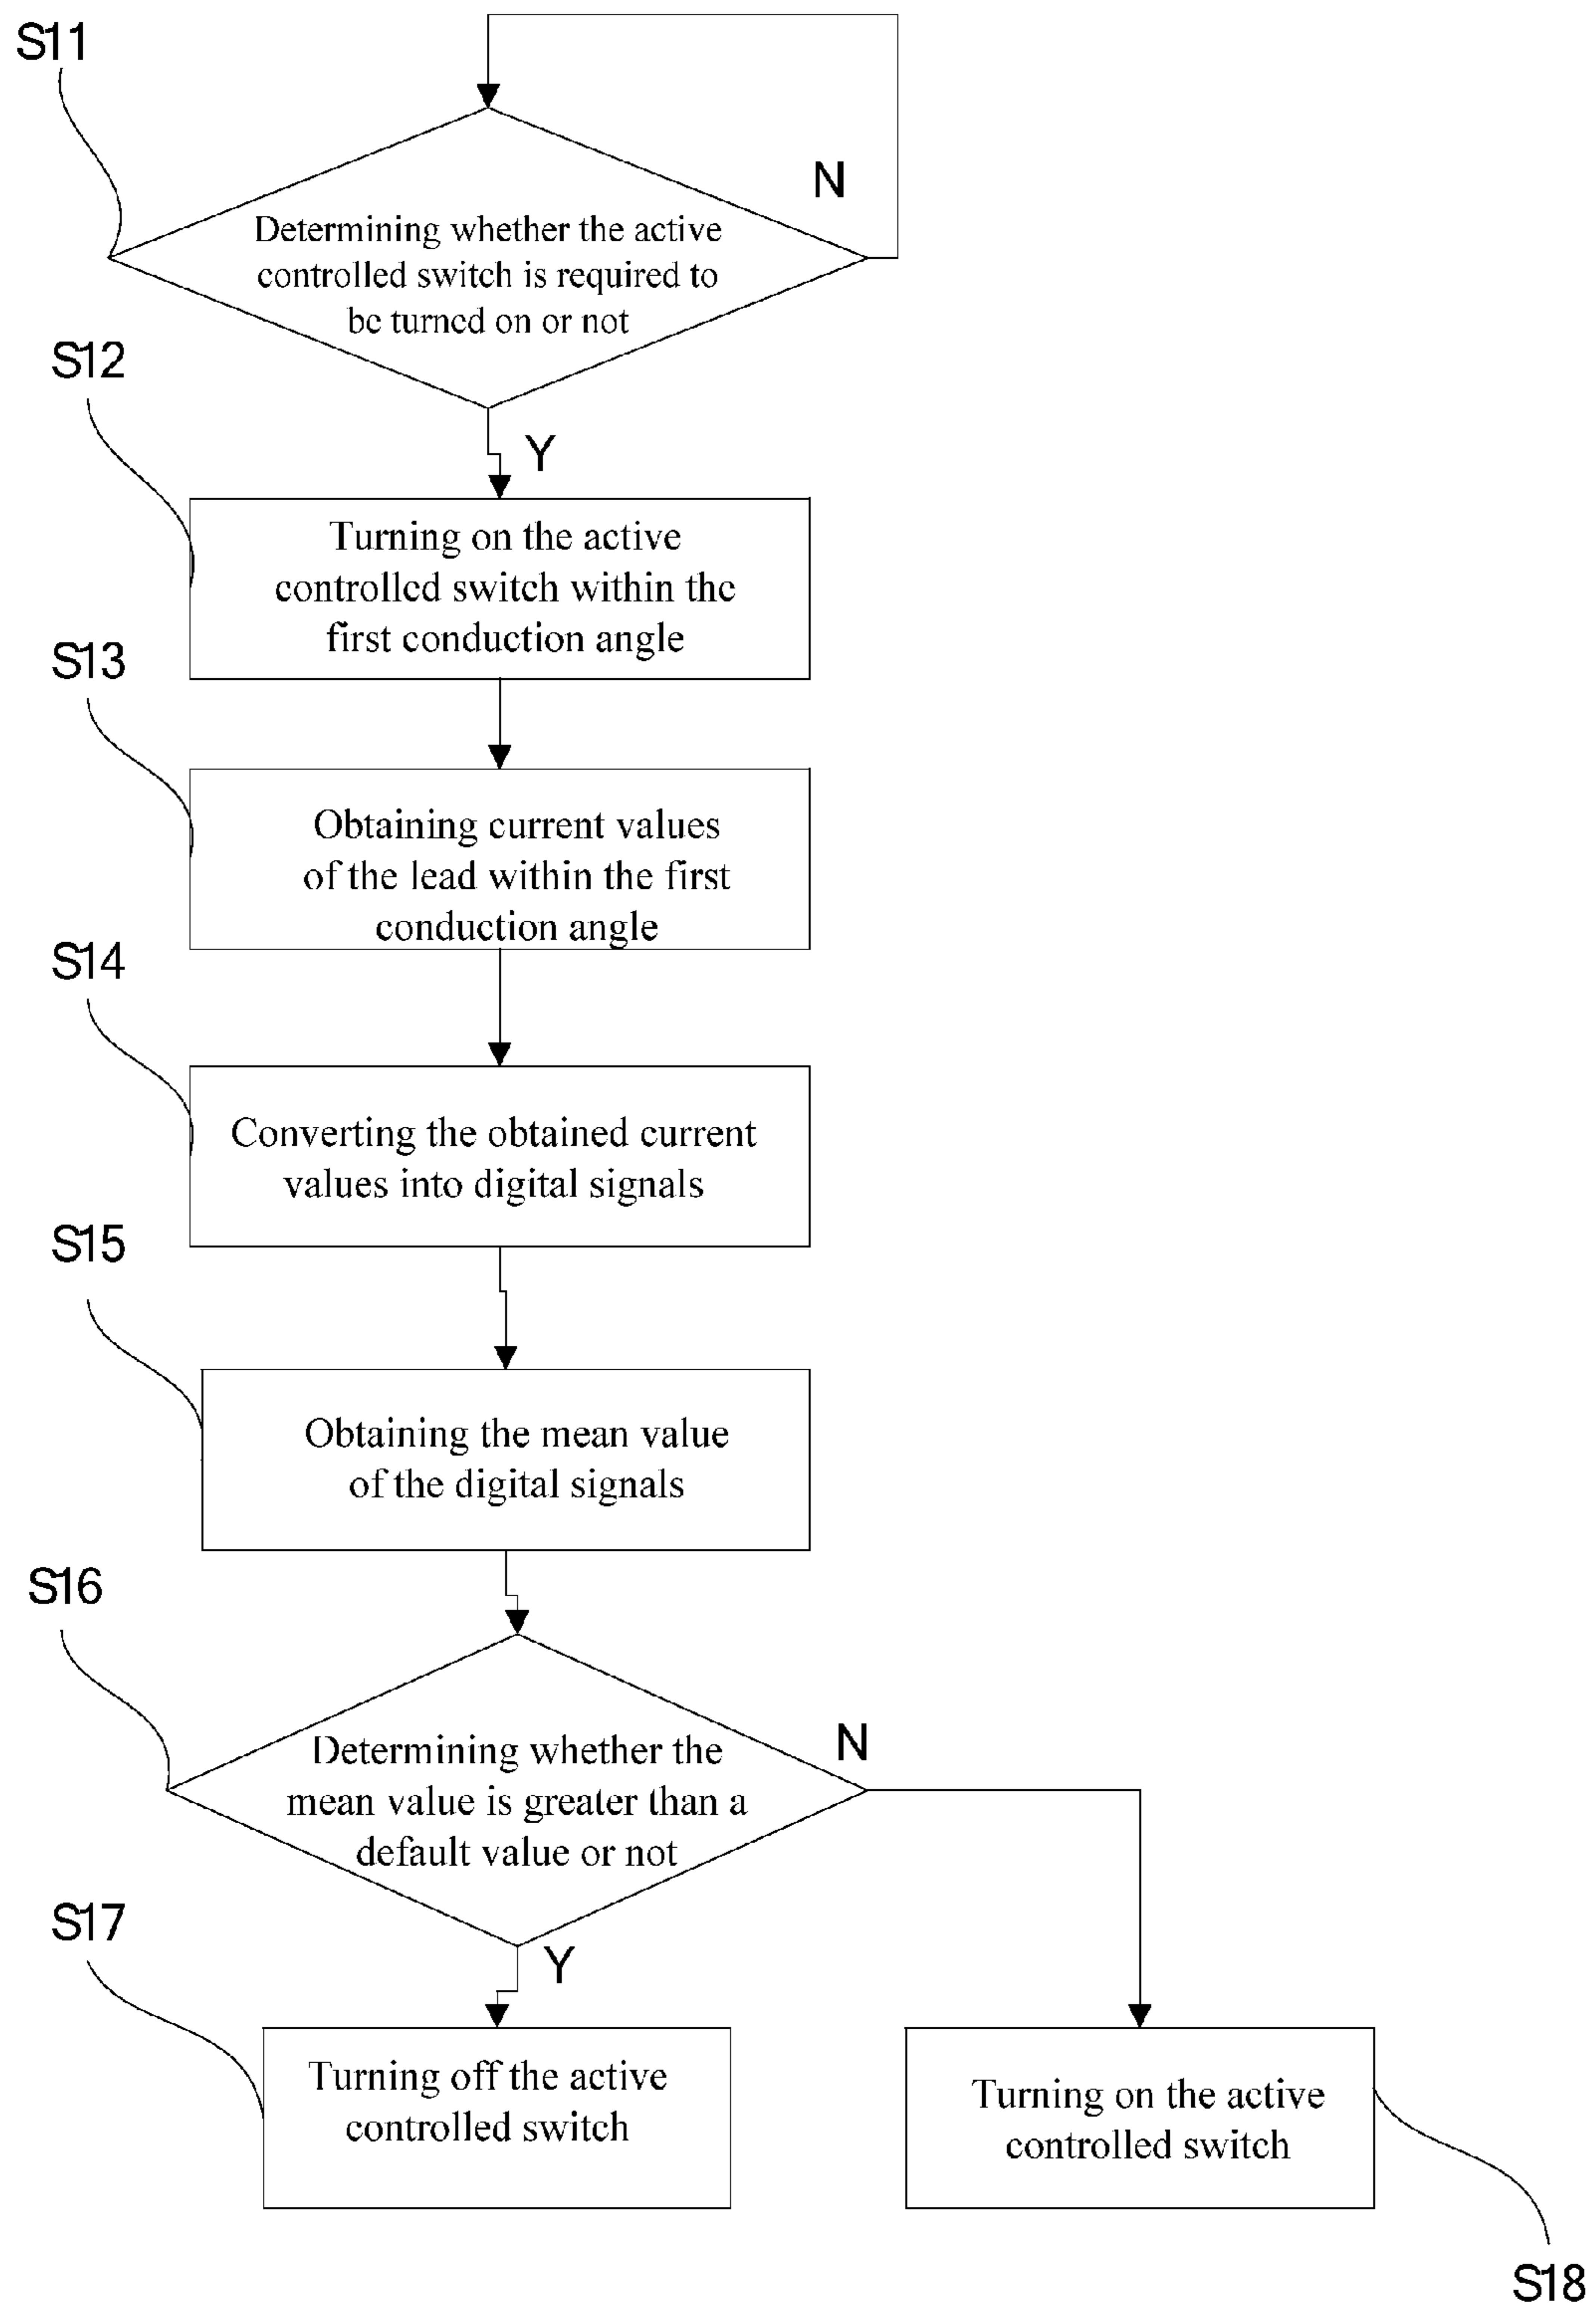 S11
N
Determining whether the active
controlled switch is required to
be turned on or not
S12
Y
Turning on the active
controlled switch within the
first conduction angle
S13
Obtaining current values
of the lead within the first
conduction angle
S14
Converting the obtained current
values into digital signals
S15
Obtaining the mean value
of the digital signals
S16
N
Determining whether the
mean value is greater than a
default value or not
S17
Y
Turning off the active
controlled switch
Turning on the active
controlled switch
S18